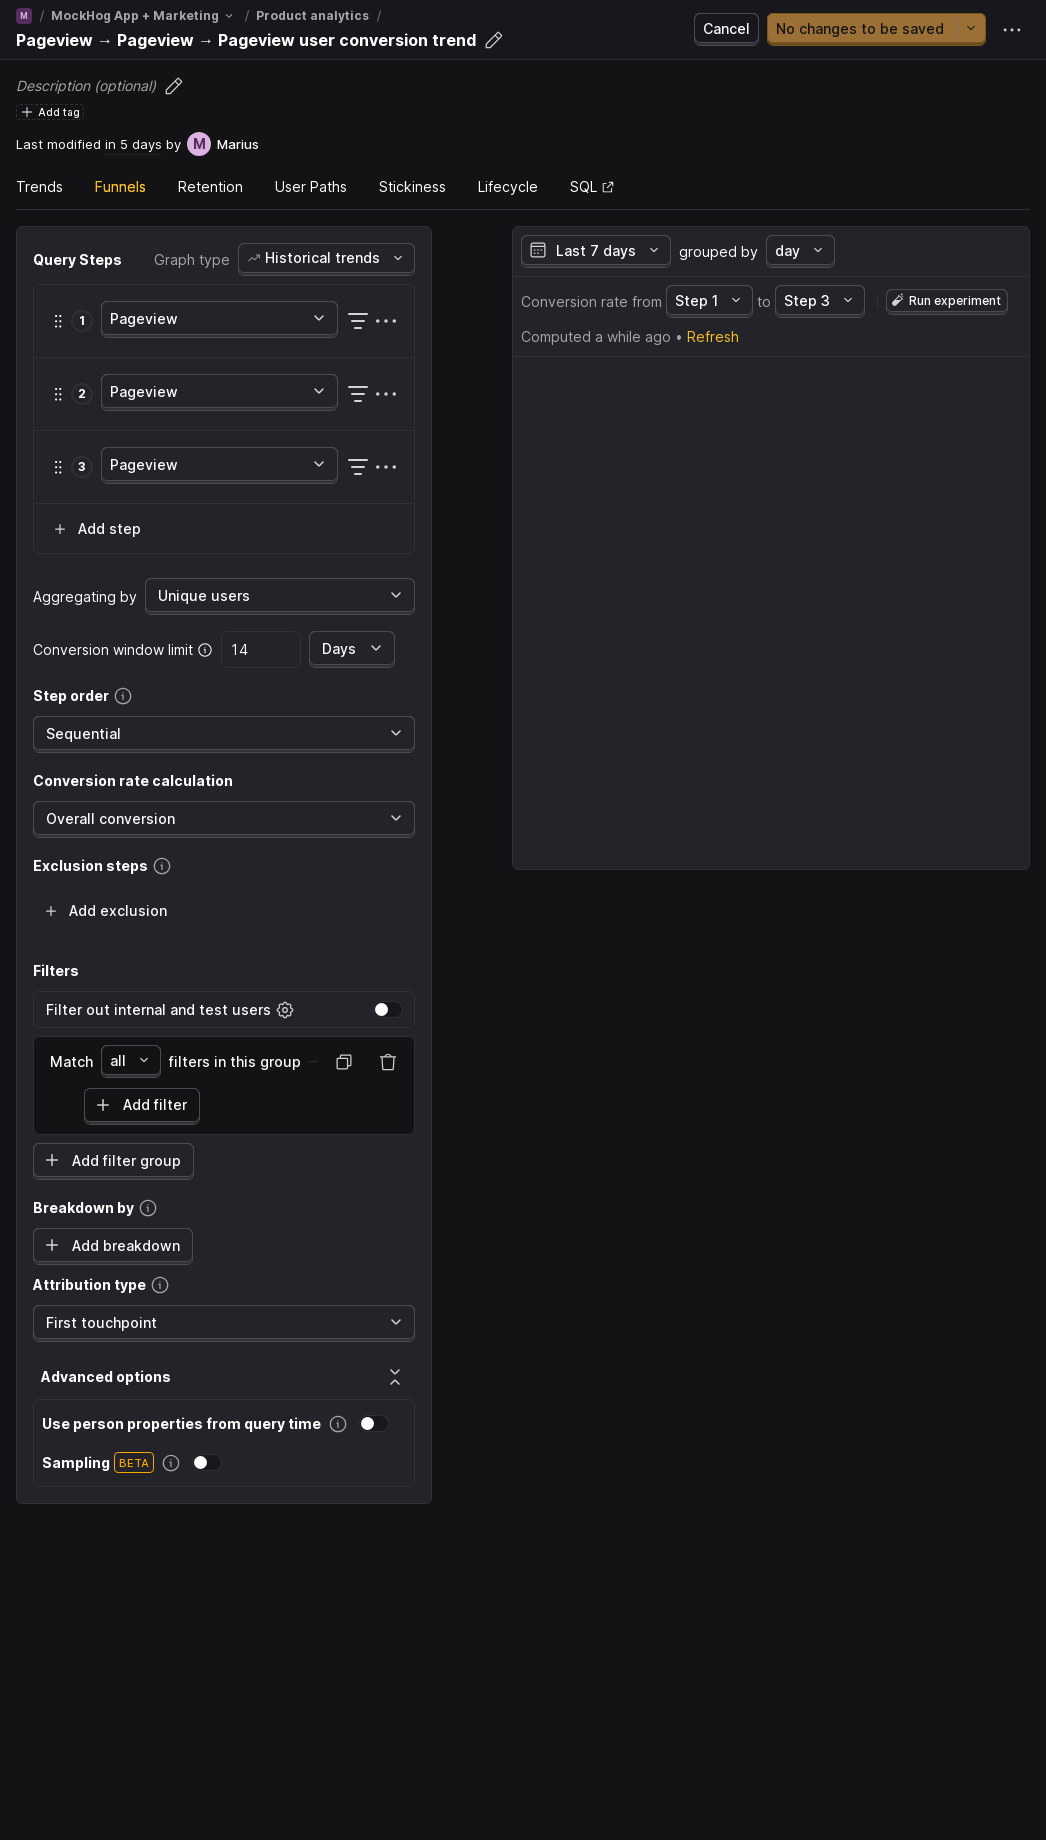 M / MockHog App + Marketing / Product analytics /
Pageview → Pageview → Pageview user conversion trend
Cancel
No changes to be saved
Description (optional)
Add tag
Last modified in 5 days by M Marius
Trends Funnels Retention User Paths Stickiness Lifecycle SQL
Query Steps Graph type Historical trends
1 Pageview
2 Pageview
3 Pageview
Add step
Aggregating by Unique users
Conversion window limit 14 Days
Step order
Sequential
Conversion rate calculation
Overall conversion
Exclusion steps
Add exclusion
Filters
Filter out internal and test users
Match all filters in this group
Add filter
Add filter group
Breakdown by
Add breakdown
Attribution type
First touchpoint
Advanced options
Use person properties from query time
Sampling BETA
Last 7 days grouped by day
Conversion rate from Step 1 to Step 3 Run experiment
Computed a while ago • Refresh